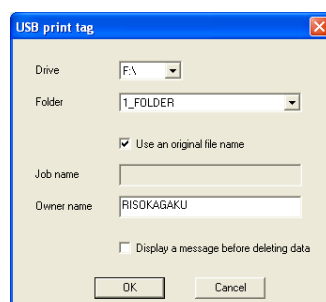 USB print tag
Drive F:\
Folder 1_FOLDER
Use an original file name
Job name
Owner name RISOKAGAKU
Display a message before deleting data
OK Cancel